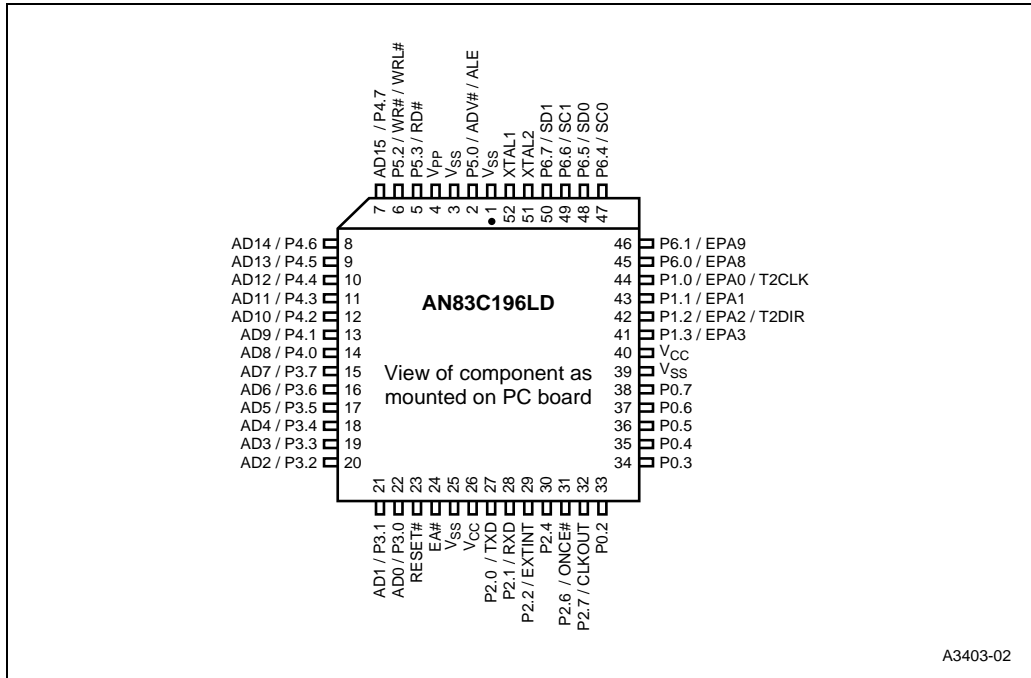 AD15 / P4.7
P5.2 / WR# / WRL#
P5.3 / RD#
VPP
VSS
P5.0 / ADV# / ALE
VSS
XTAL1
XTAL2
P6.7 / SD1
P6.6 / SC1
P6.5 / SD0
P6.4 / SC0
7 6 5 4 3 2 1 52 51 50 49 48 47
AD14 / P4.6 8
AD13 / P4.5 9
AD12 / P4.4 10
AD11 / P4.3 11
AD10 / P4.2 12
AD9 / P4.1 13
AD8 / P4.0 14
AD7 / P3.7 15
AD6 / P3.6 16
AD5 / P3.5 17
AD4 / P3.4 18
AD3 / P3.3 19
AD2 / P3.2 20
AN83C196LD
View of component as
mounted on PC board
46 P6.1 / EPA9
45 P6.0 / EPA8
44 P1.0 / EPA0 / T2CLK
43 P1.1 / EPA1
42 P1.2 / EPA2 / T2DIR
41 P1.3 / EPA3
40 VCC
39 VSS
38 P0.7
37 P0.6
36 P0.5
35 P0.4
34 P0.3
21 22 23 24 25 26 27 28 29 30 31 32 33
AD1 / P3.1
AD0 / P3.0
RESET#
EA#
VSS
VCC
P2.0 / TXD
P2.1 / RXD
P2.2 / EXTINT
P2.4
P2.6 / ONCE#
P2.7 / CLKOUT
P0.2
A3403-02